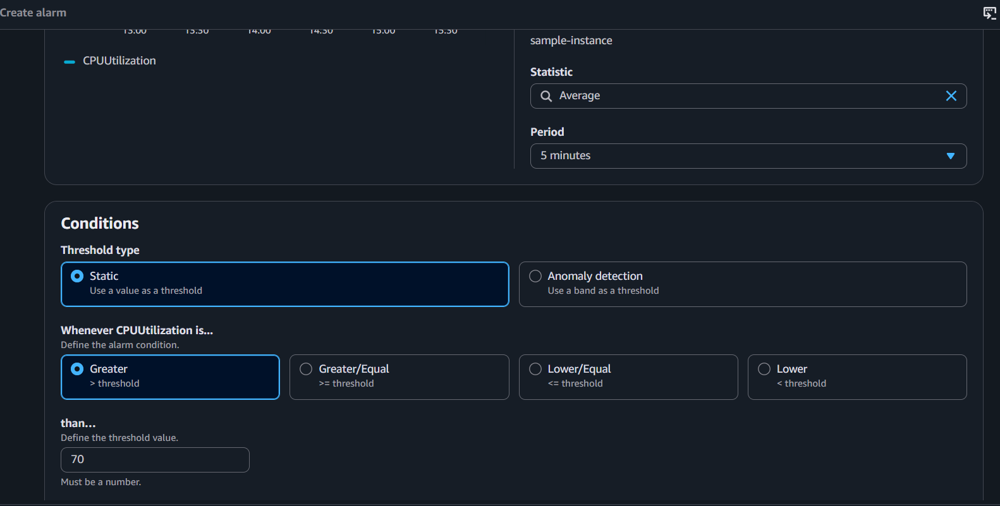 Create alarm
13:00 13:30 14:00 14:30 15:00 15:30
CPUUtilization
sample-instance
Statistic
Average
Period
5 minutes
Conditions
Threshold type
Static
Use a value as a threshold
Anomaly detection
Use a band as a threshold
Whenever CPUUtilization is...
Define the alarm condition.
Greater
> threshold
Greater/Equal
>= threshold
Lower/Equal
<= threshold
Lower
< threshold
than...
Define the threshold value.
70
Must be a number.